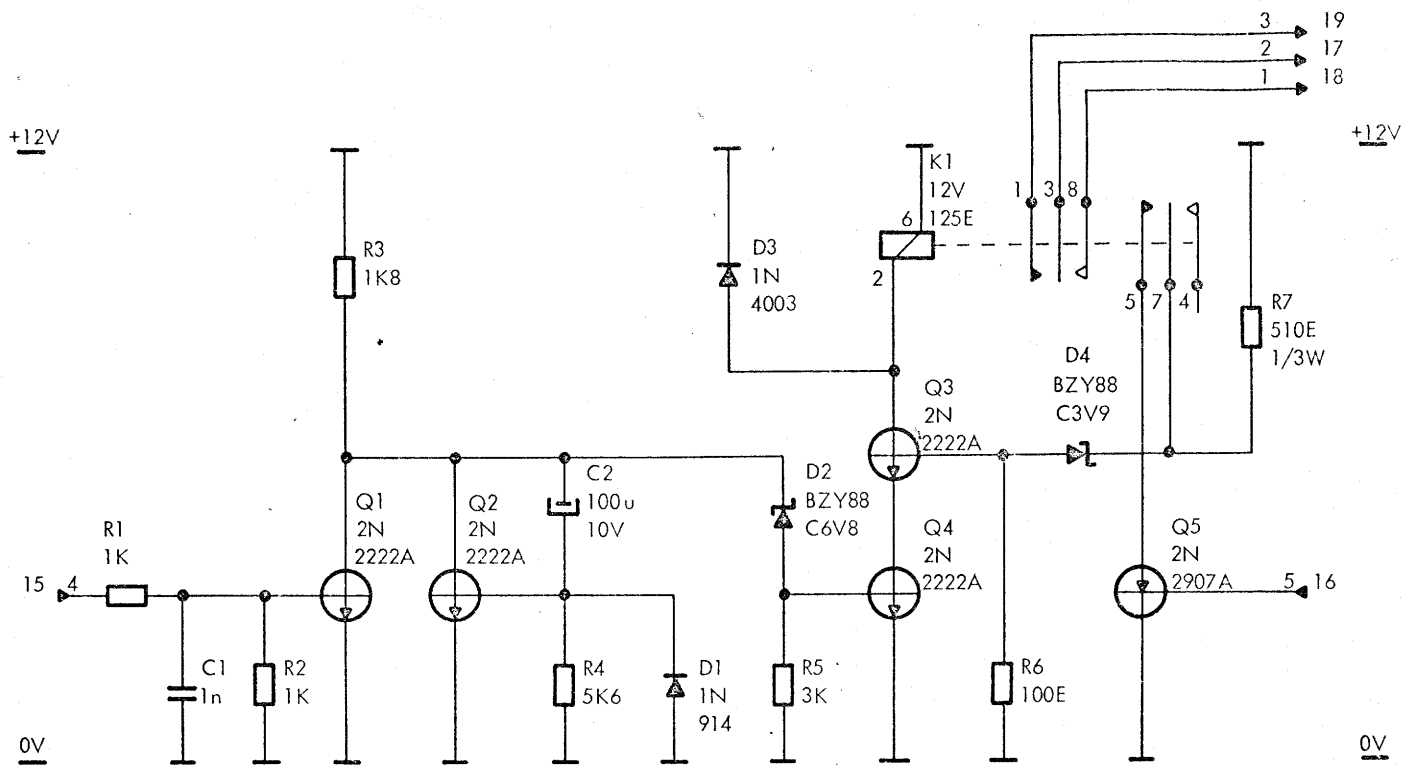 3 19
2 17
1 18
+12V
+12V
K1
12V
125E
6
2
1 3 8
5 7 4
R3
1K8
D3
1N
4003
R7
510E
1/3W
D4
BZY88
C3V9
Q3
2N
2222A
C2
100u
10V
D2
BZY88
C6V8
Q1
2N
2222A
Q2
2N
2222A
Q4
2N
2222A
Q5
2N
2907A
R1
1K
15 4
5 16
C1
1n
R2
1K
R4
5K6
D1
1N
914
R5
3K
R6
100E
0V
0V